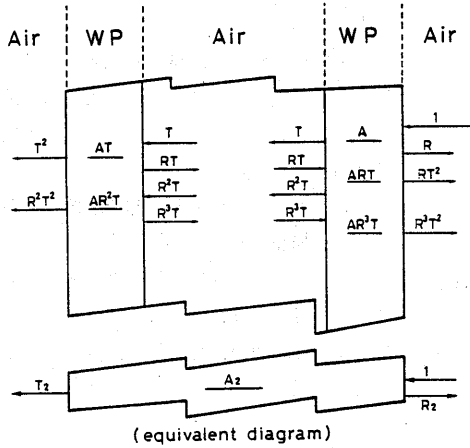 Air WP Air WP Air
1
T T A
T² AT R
RT RT
ART RT²
R²T²  AR²T R²T R²T
R³T R³T
AR³T R³T²
T₂ A₂ 1
R₂
(equivalent diagram)